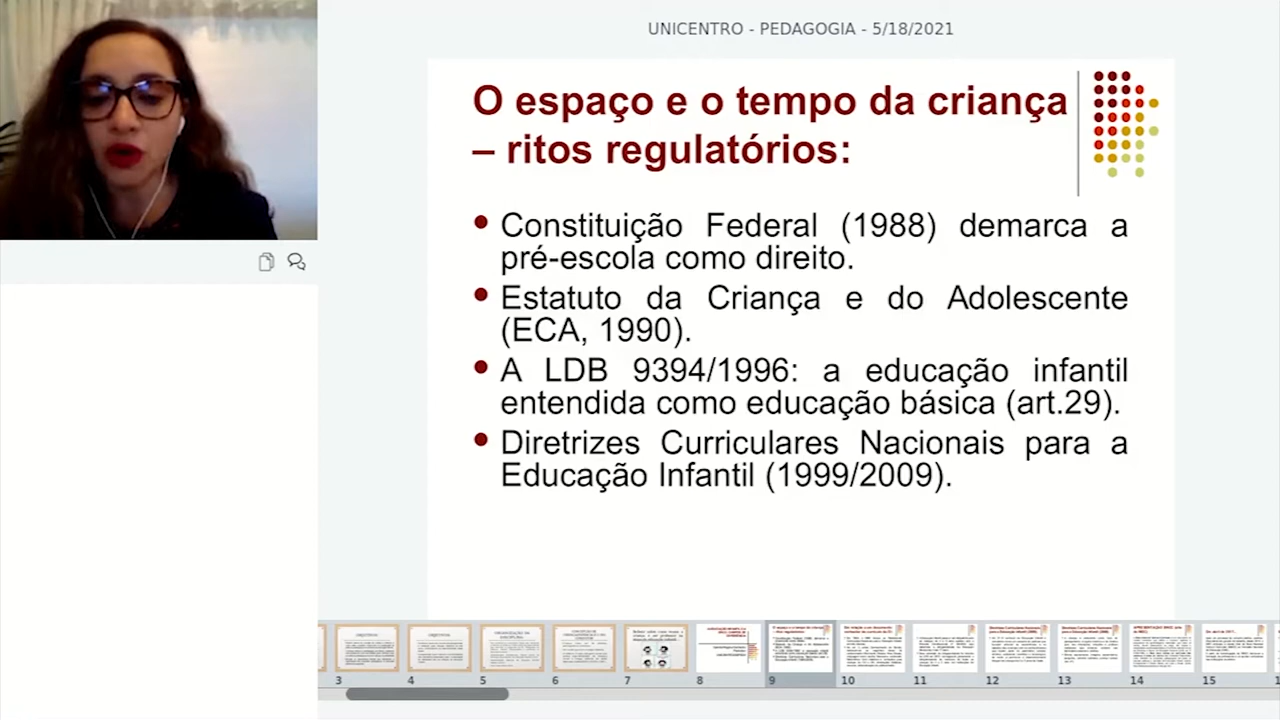 UNICENTRO - PEDAGOGIA - 5/18/2021
O espaço e o tempo da criança
– ritos regulatórios:
Constituição Federal (1988) demarca a
pré-escola como direito.
Estatuto da Criança e do Adolescente
(ECA, 1990).
A LDB 9394/1996: a educação infantil
entendida como educação básica (art.29).
Diretrizes Curriculares Nacionais para a
Educação Infantil (1999/2009).
3 4 5 6 7 8 9 10 11 12 13 14 15